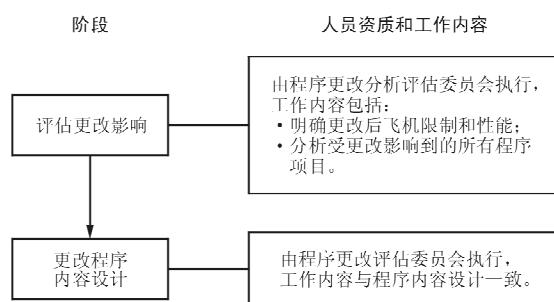 阶段
人员资质和工作内容
评估更改影响
由程序更改分析评估委员会执行，
工作内容包括：
·明确更改后飞机限制和性能；
·分析受更改影响到的所有程序
项目。
更改程序
内容设计
由程序更改评估委员会执行，
工作内容与程序内容设计一致。